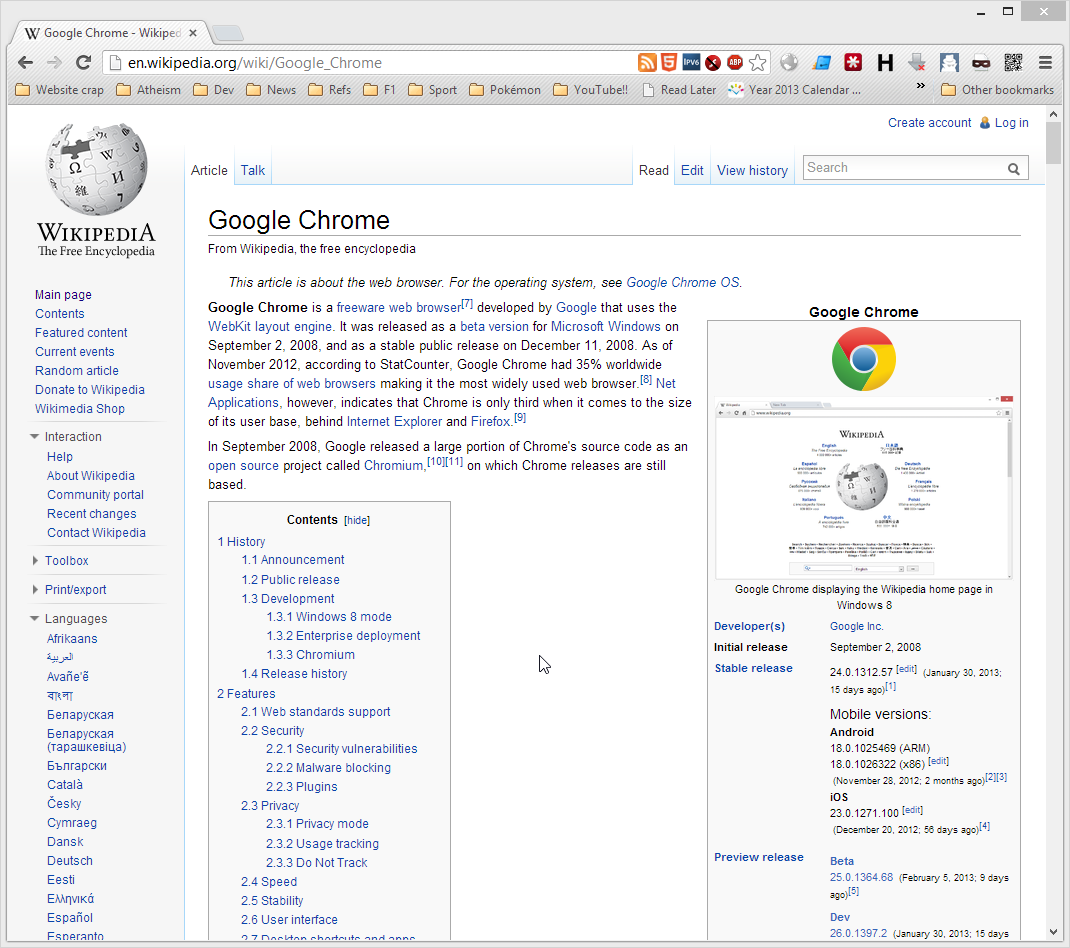 Google Chrome - Wikiped
en.wikipedia.org/wiki/Google_Chrome
IPV6
ABP
H
Website crap
Atheism
Dev
News
Refs
F1
Sport
Pokémon
YouTube!!
Read Later
Year 2013 Calendar ...
»
Other bookmarks
Create account
Log in
WIKIPEDIA
The Free Encyclopedia
Article
Talk
Read
Edit
View history
Search
Main page
Contents
Featured content
Current events
Random article
Donate to Wikipedia
Wikimedia Shop
Interaction
Help
About Wikipedia
Community portal
Recent changes
Contact Wikipedia
Toolbox
Print/export
Languages
Afrikaans
العربية
Avañe'ẽ
বাংলা
Беларуская
Беларуская
(тарашкевіца)
Български
Català
Česky
Cymraeg
Dansk
Deutsch
Eesti
Ελληνικά
Español
Esperanto
Google Chrome
From Wikipedia, the free encyclopedia
This article is about the web browser. For the operating system, see Google Chrome OS.
Google Chrome is a freeware web browser[7] developed by Google that uses the
WebKit layout engine. It was released as a beta version for Microsoft Windows on
September 2, 2008, and as a stable public release on December 11, 2008. As of
November 2012, according to StatCounter, Google Chrome had 35% worldwide
usage share of web browsers making it the most widely used web browser.[8] Net
Applications, however, indicates that Chrome is only third when it comes to the size
of its user base, behind Internet Explorer and Firefox.[9]
In September 2008, Google released a large portion of Chrome's source code as an
open source project called Chromium,[10][11] on which Chrome releases are still
based.
Contents [hide]
1 History
1.1 Announcement
1.2 Public release
1.3 Development
1.3.1 Windows 8 mode
1.3.2 Enterprise deployment
1.3.3 Chromium
1.4 Release history
2 Features
2.1 Web standards support
2.2 Security
2.2.1 Security vulnerabilities
2.2.2 Malware blocking
2.2.3 Plugins
2.3 Privacy
2.3.1 Privacy mode
2.3.2 Usage tracking
2.3.3 Do Not Track
2.4 Speed
2.5 Stability
2.6 User interface
2.7 Desktop shortcuts and apps
Google Chrome
www.wikipedia.org
WIKIPEDIA
English
日本語
Español
Deutsch
Русский
Français
Italiano
Polski
Português
中文
English
Google Chrome displaying the Wikipedia home page in
Windows 8
Developer(s) Google Inc.
Initial release September 2, 2008
Stable release 24.0.1312.57 [edit] (January 30, 2013;
15 days ago)[1]
Mobile versions:
Android
18.0.1025469 (ARM)
18.0.1026322 (x86) [edit]
(November 28, 2012; 2 months ago)[2][3]
iOS
23.0.1271.100 [edit]
(December 20, 2012; 56 days ago)[4]
Preview release Beta
25.0.1364.68 (February 5, 2013; 9 days
ago)[5]
Dev
26.0.1397.2 (January 30, 2013; 15 days